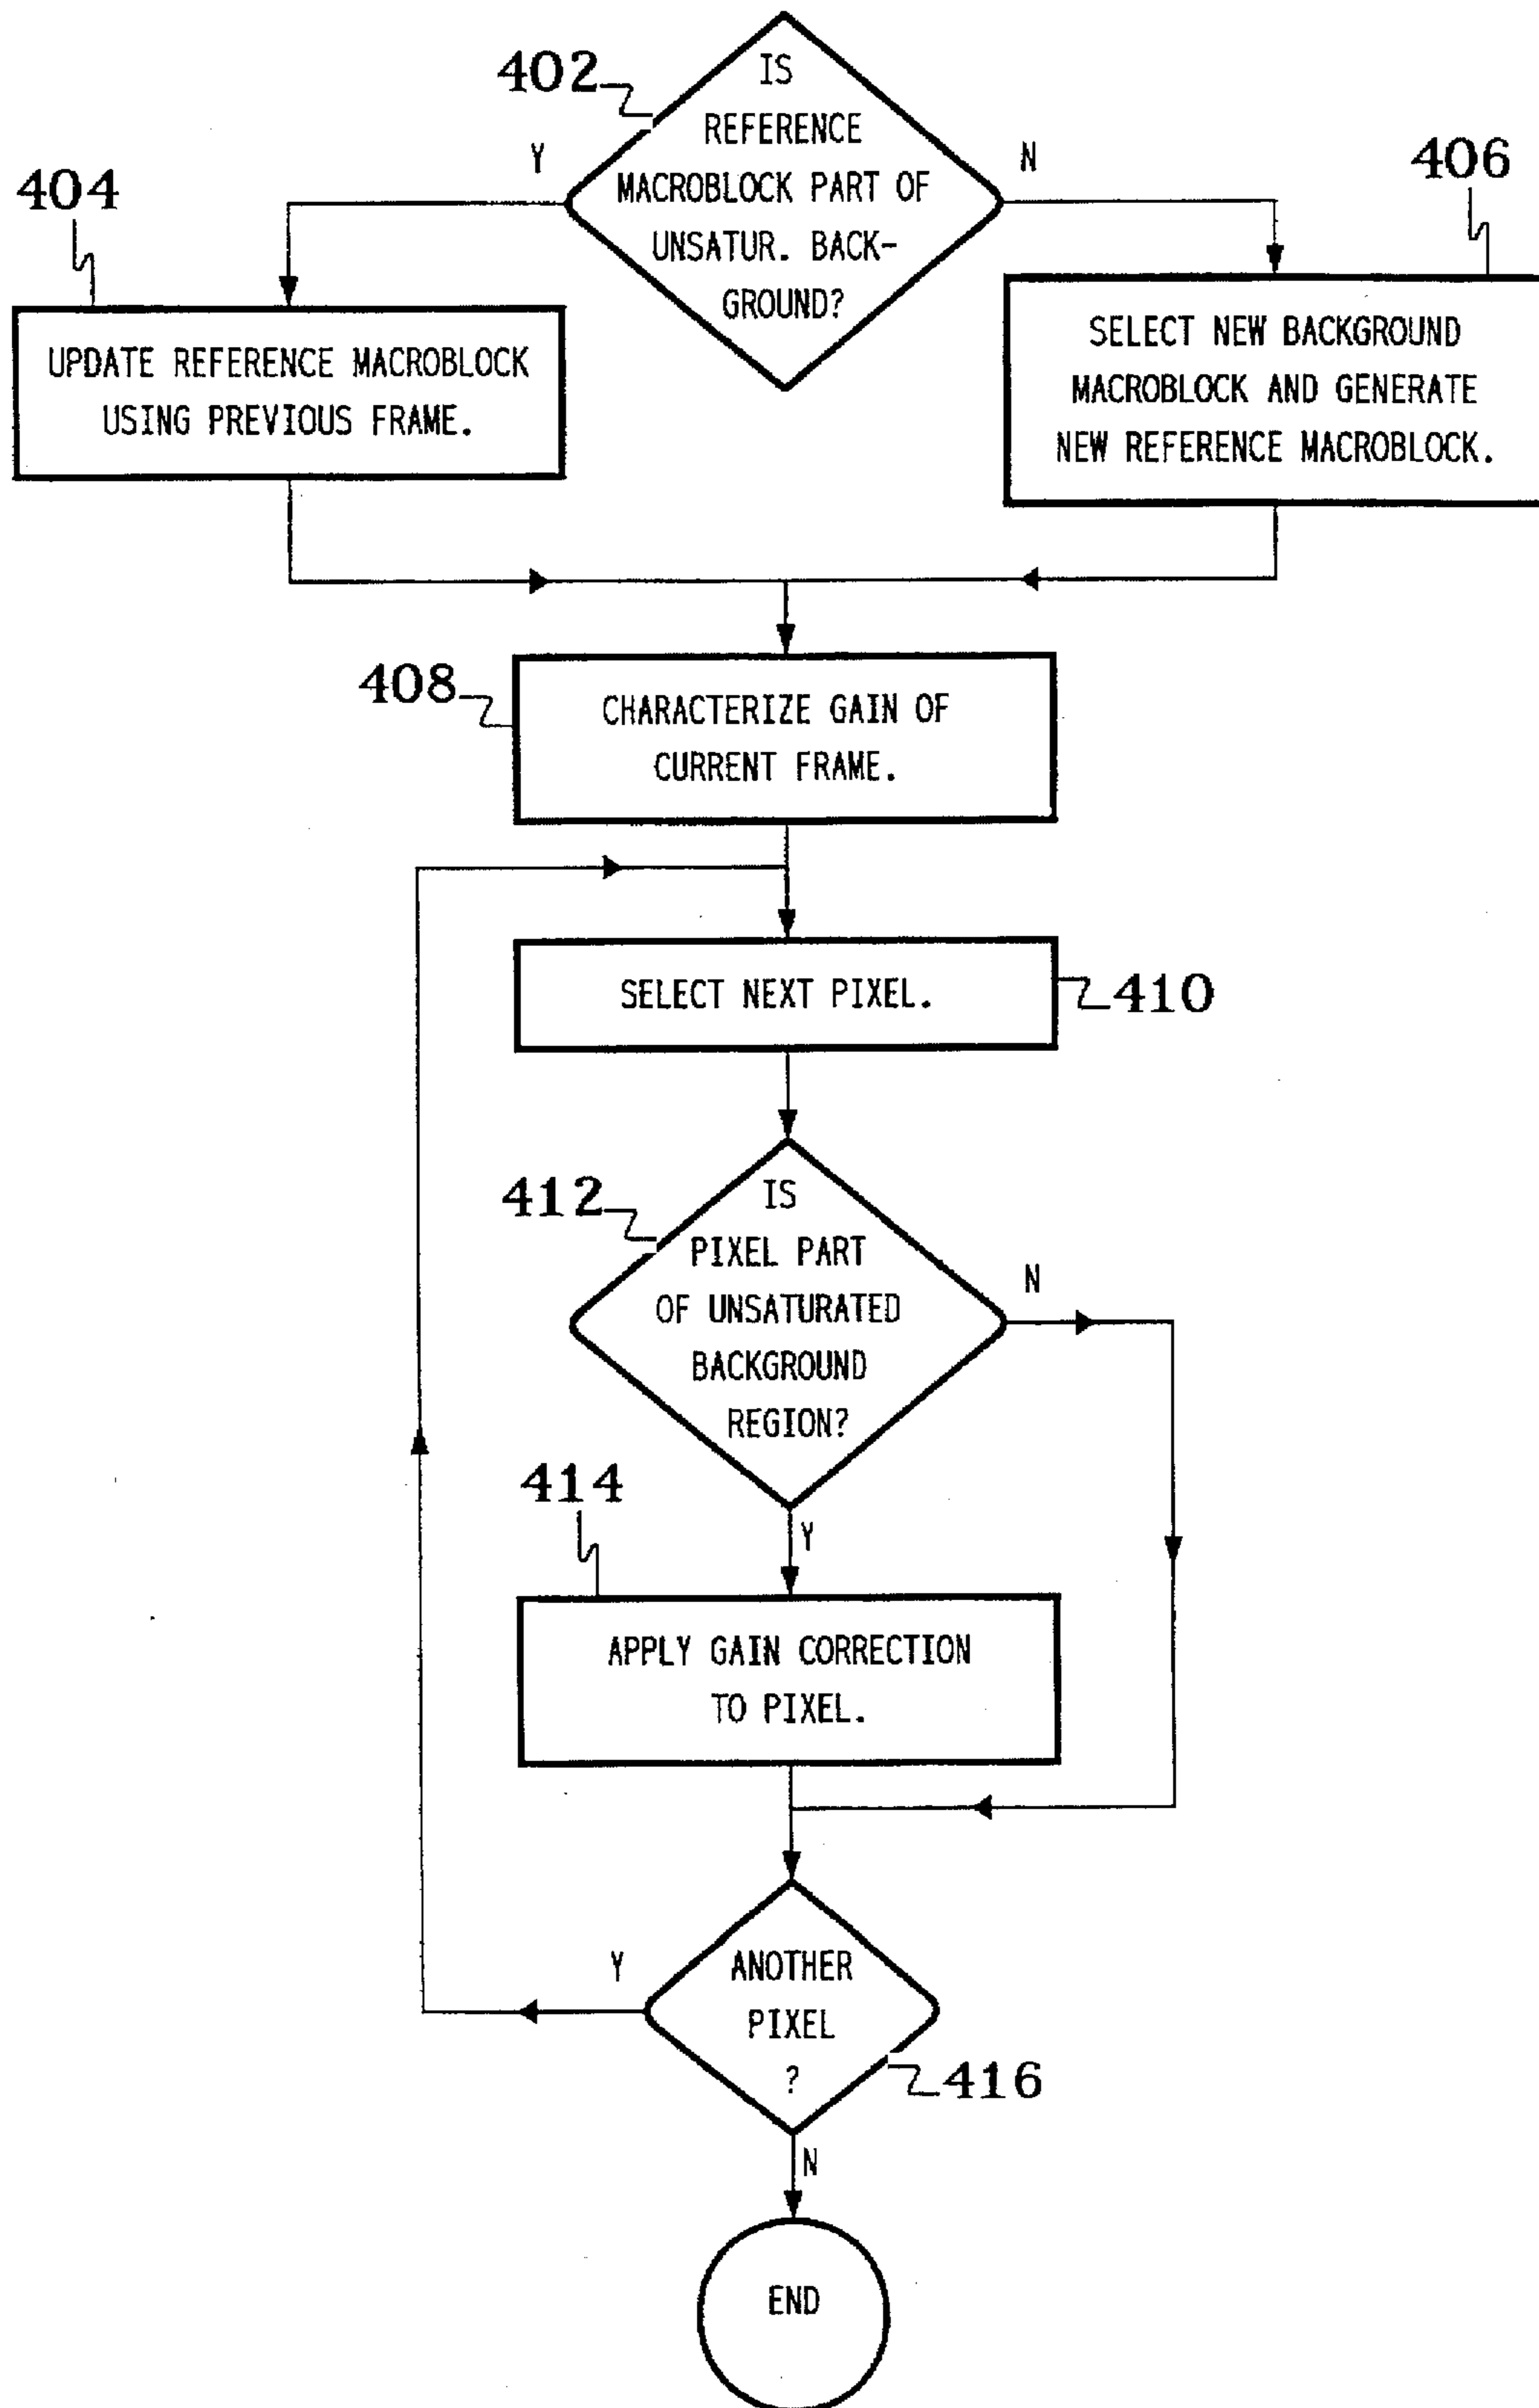 402
IS
REFERENCE
MACROBLOCK PART OF
UNSATUR. BACK-
GROUND?
Y
N
404
UPDATE REFERENCE MACROBLOCK
USING PREVIOUS FRAME.
406
SELECT NEW BACKGROUND
MACROBLOCK AND GENERATE
NEW REFERENCE MACROBLOCK.
408
CHARACTERIZE GAIN OF
CURRENT FRAME.
SELECT NEXT PIXEL.
410
412
IS
PIXEL PART
OF UNSATURATED
BACKGROUND
REGION?
N
Y
414
APPLY GAIN CORRECTION
TO PIXEL.
Y
ANOTHER
PIXEL
?
416
N
END